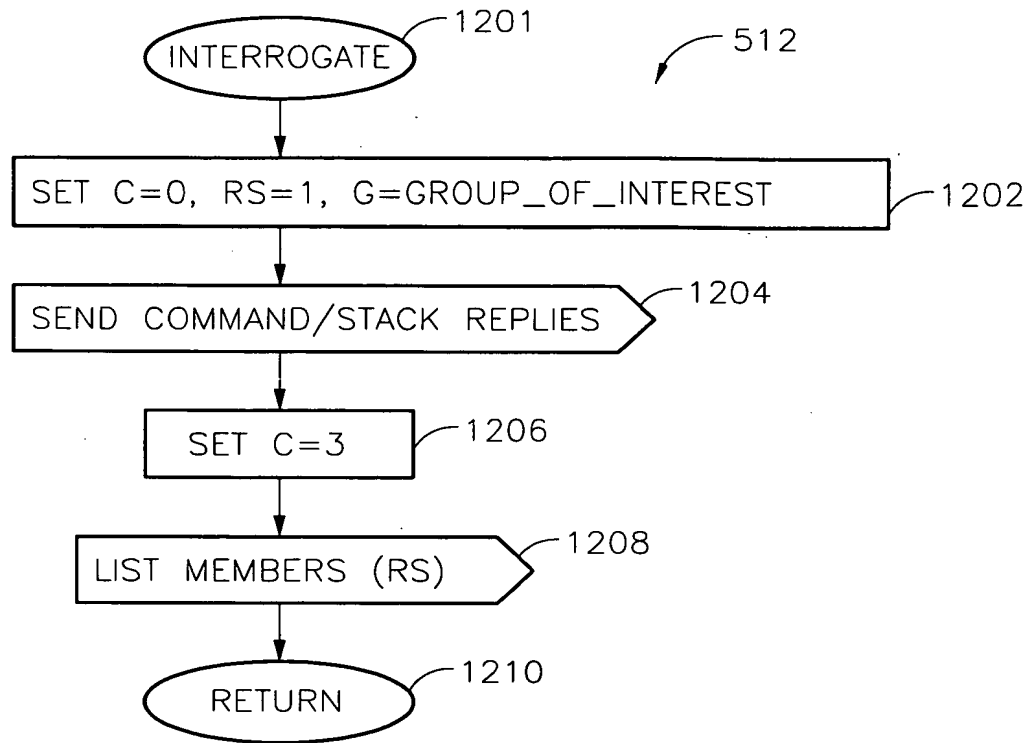 1201
INTERROGATE
512
SET C=0, RS=1, G=GROUP_OF_INTEREST
1202
SEND COMMAND/STACK REPLIES
1204
SET C=3
1206
LIST MEMBERS (RS)
1208
RETURN
1210